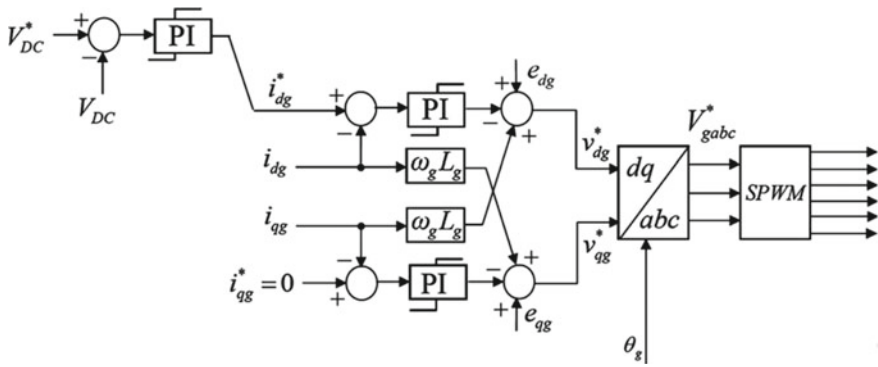 V*DC
+
−
PI
VDC
i*dg
+
−
PI
−
+
edg
+
v*dg
V*gabc
idg
ωgLg
dq
abc
SPWM
iqg
ωgLg
v*qg
−
i*qg = 0
+
PI
−
+
+
eqg
θg